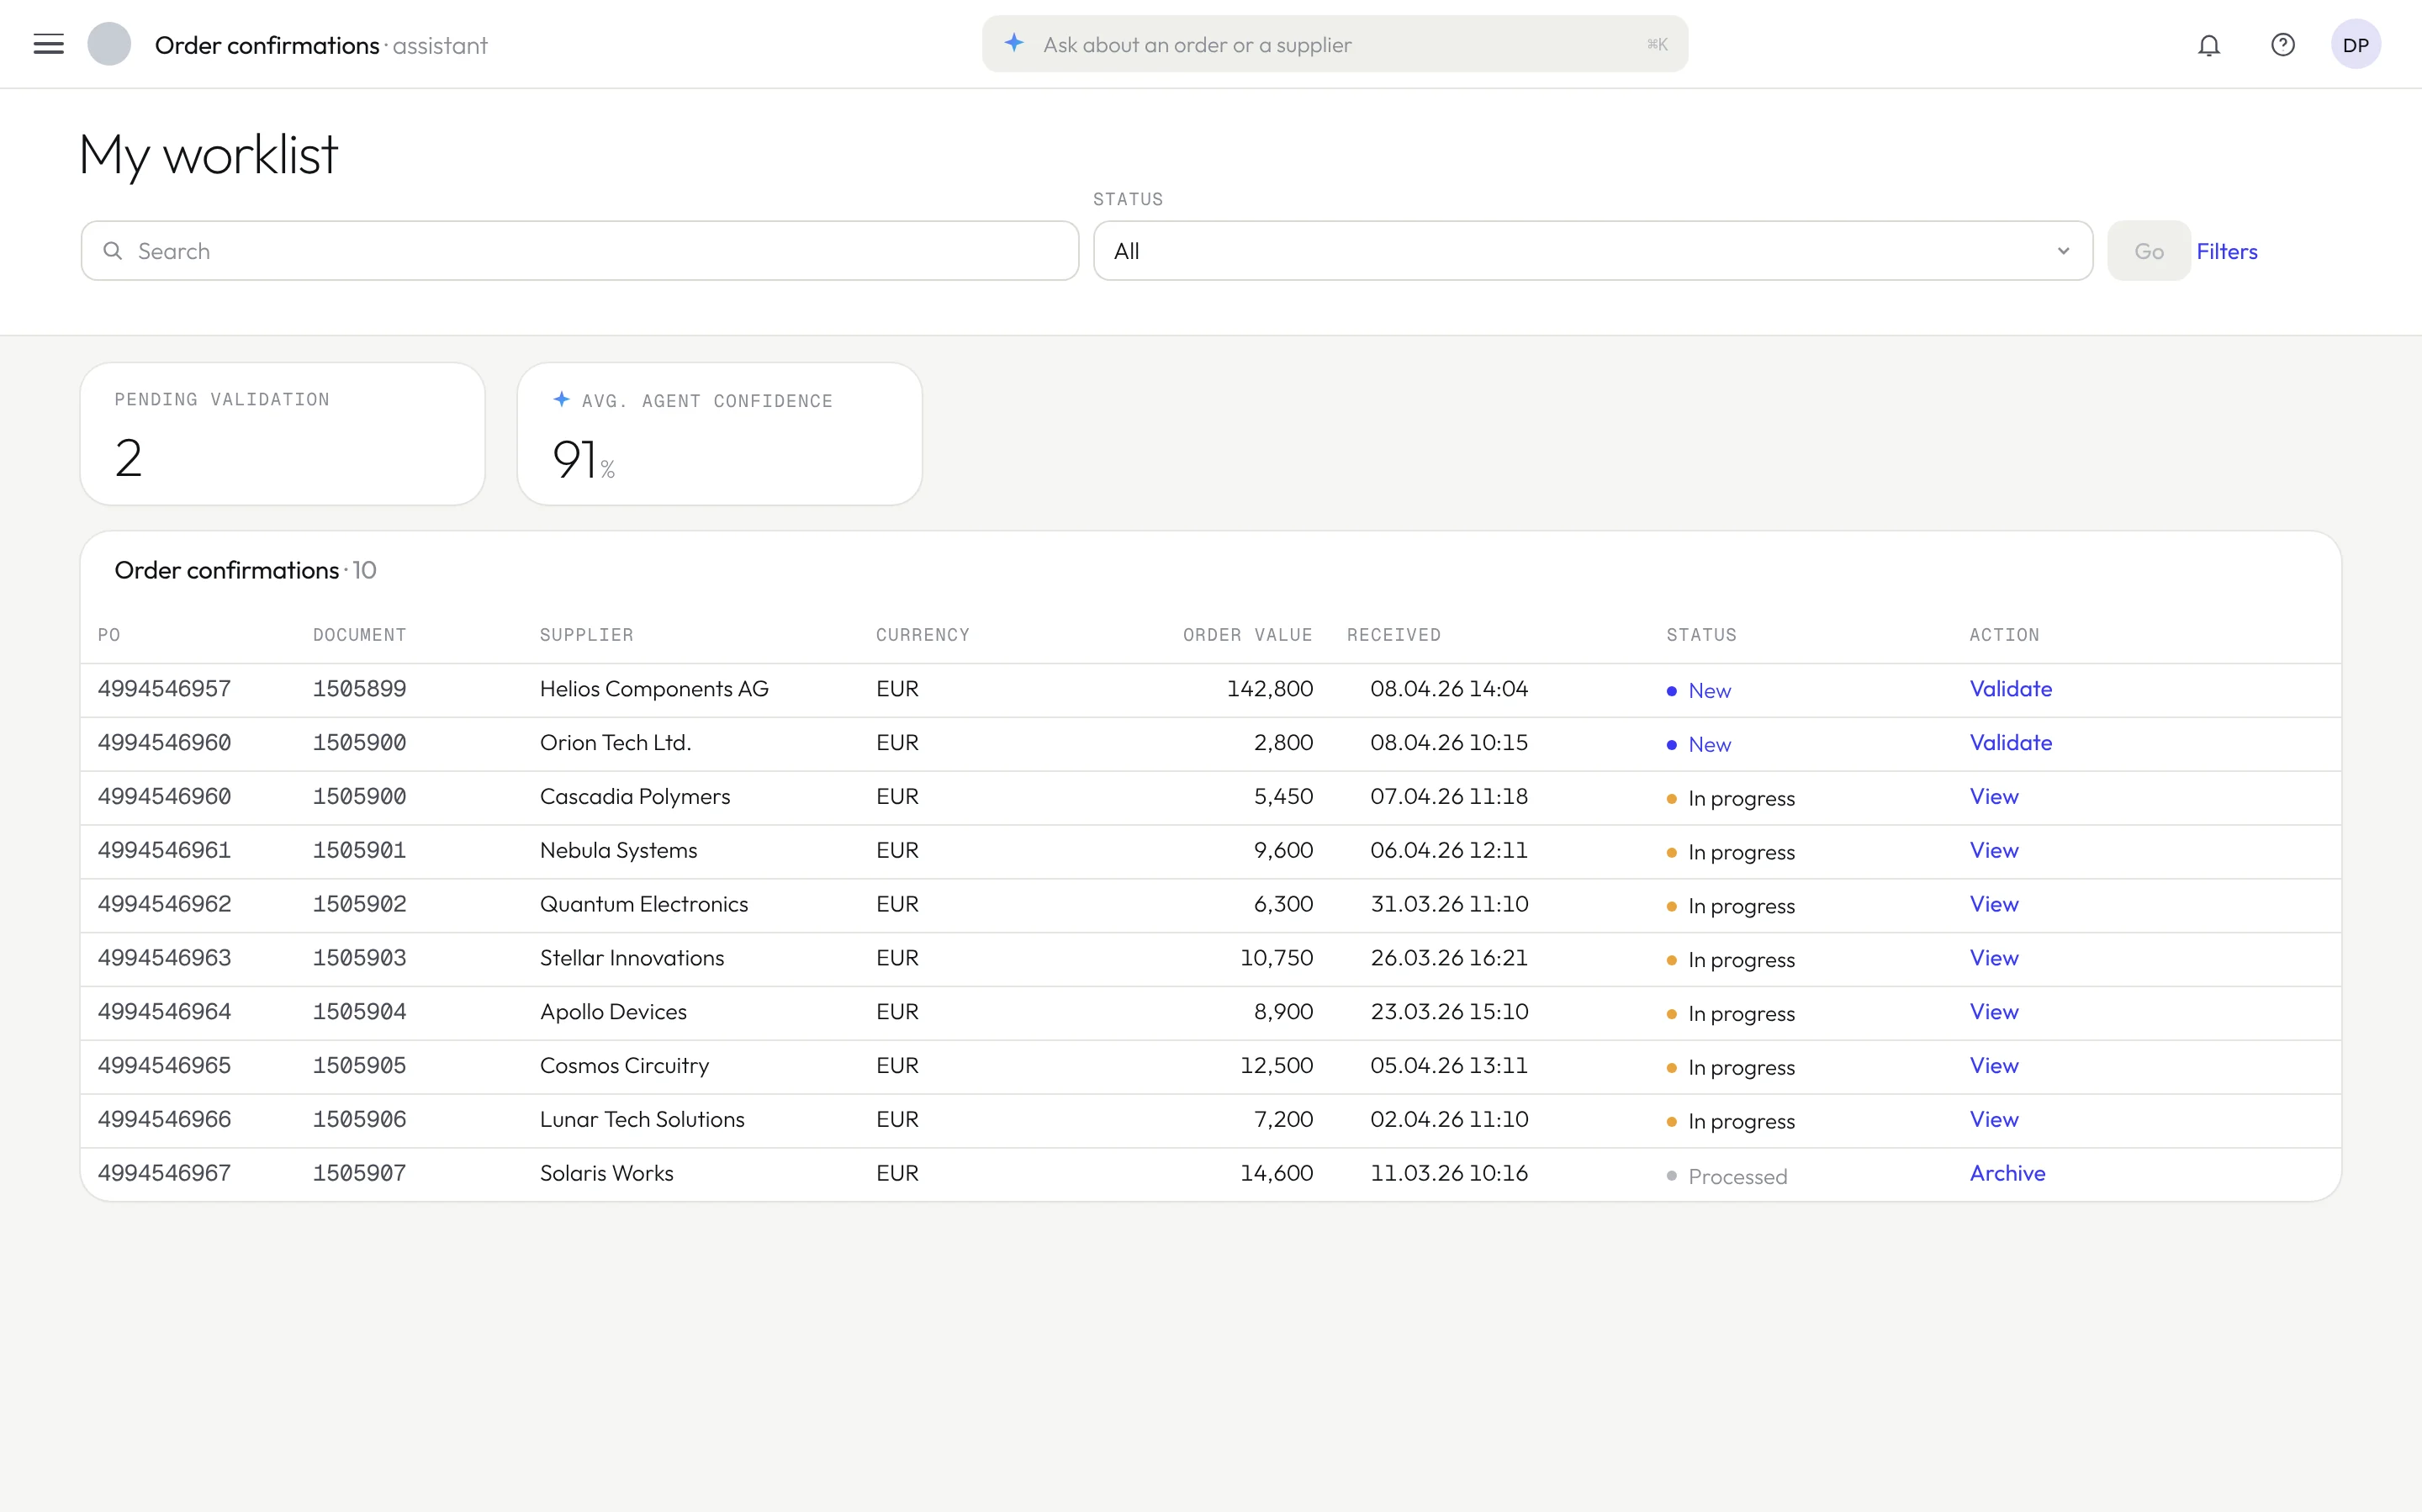 Order confirmations · assistant
Ask about an order or a supplier ⌘K
DP
My worklist
STATUS
Search
All
Go
Filters
PENDING VALIDATION
2
AVG. AGENT CONFIDENCE
91%
Order confirmations · 10
PO DOCUMENT SUPPLIER CURRENCY ORDER VALUE RECEIVED STATUS ACTION
4994546957 1505899 Helios Components AG EUR 142,800 08.04.26 14:04 New Validate
4994546960 1505900 Orion Tech Ltd. EUR 2,800 08.04.26 10:15 New Validate
4994546960 1505900 Cascadia Polymers EUR 5,450 07.04.26 11:18 In progress View
4994546961 1505901 Nebula Systems EUR 9,600 06.04.26 12:11 In progress View
4994546962 1505902 Quantum Electronics EUR 6,300 31.03.26 11:10 In progress View
4994546963 1505903 Stellar Innovations EUR 10,750 26.03.26 16:21 In progress View
4994546964 1505904 Apollo Devices EUR 8,900 23.03.26 15:10 In progress View
4994546965 1505905 Cosmos Circuitry EUR 12,500 05.04.26 13:11 In progress View
4994546966 1505906 Lunar Tech Solutions EUR 7,200 02.04.26 11:10 In progress View
4994546967 1505907 Solaris Works EUR 14,600 11.03.26 10:16 Processed Archive